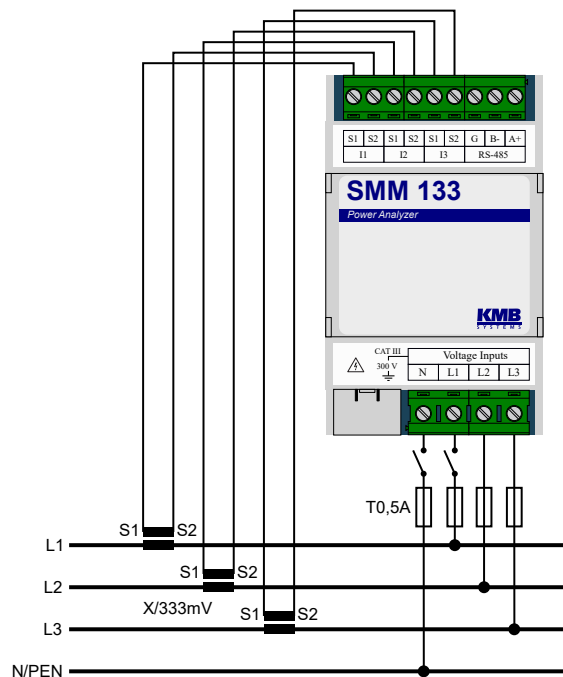 S1 S2 S1 S2 S1 S2 G B- A+
I1 I2 I3 RS-485
SMM 133
Power Analyzer
KMB
SYSTEMS
CAT III
300 V
Voltage Inputs
N L1 L2 L3
T0,5A
S1 S2
L1
S1 S2
L2
X/333mV
S1 S2
L3
N/PEN